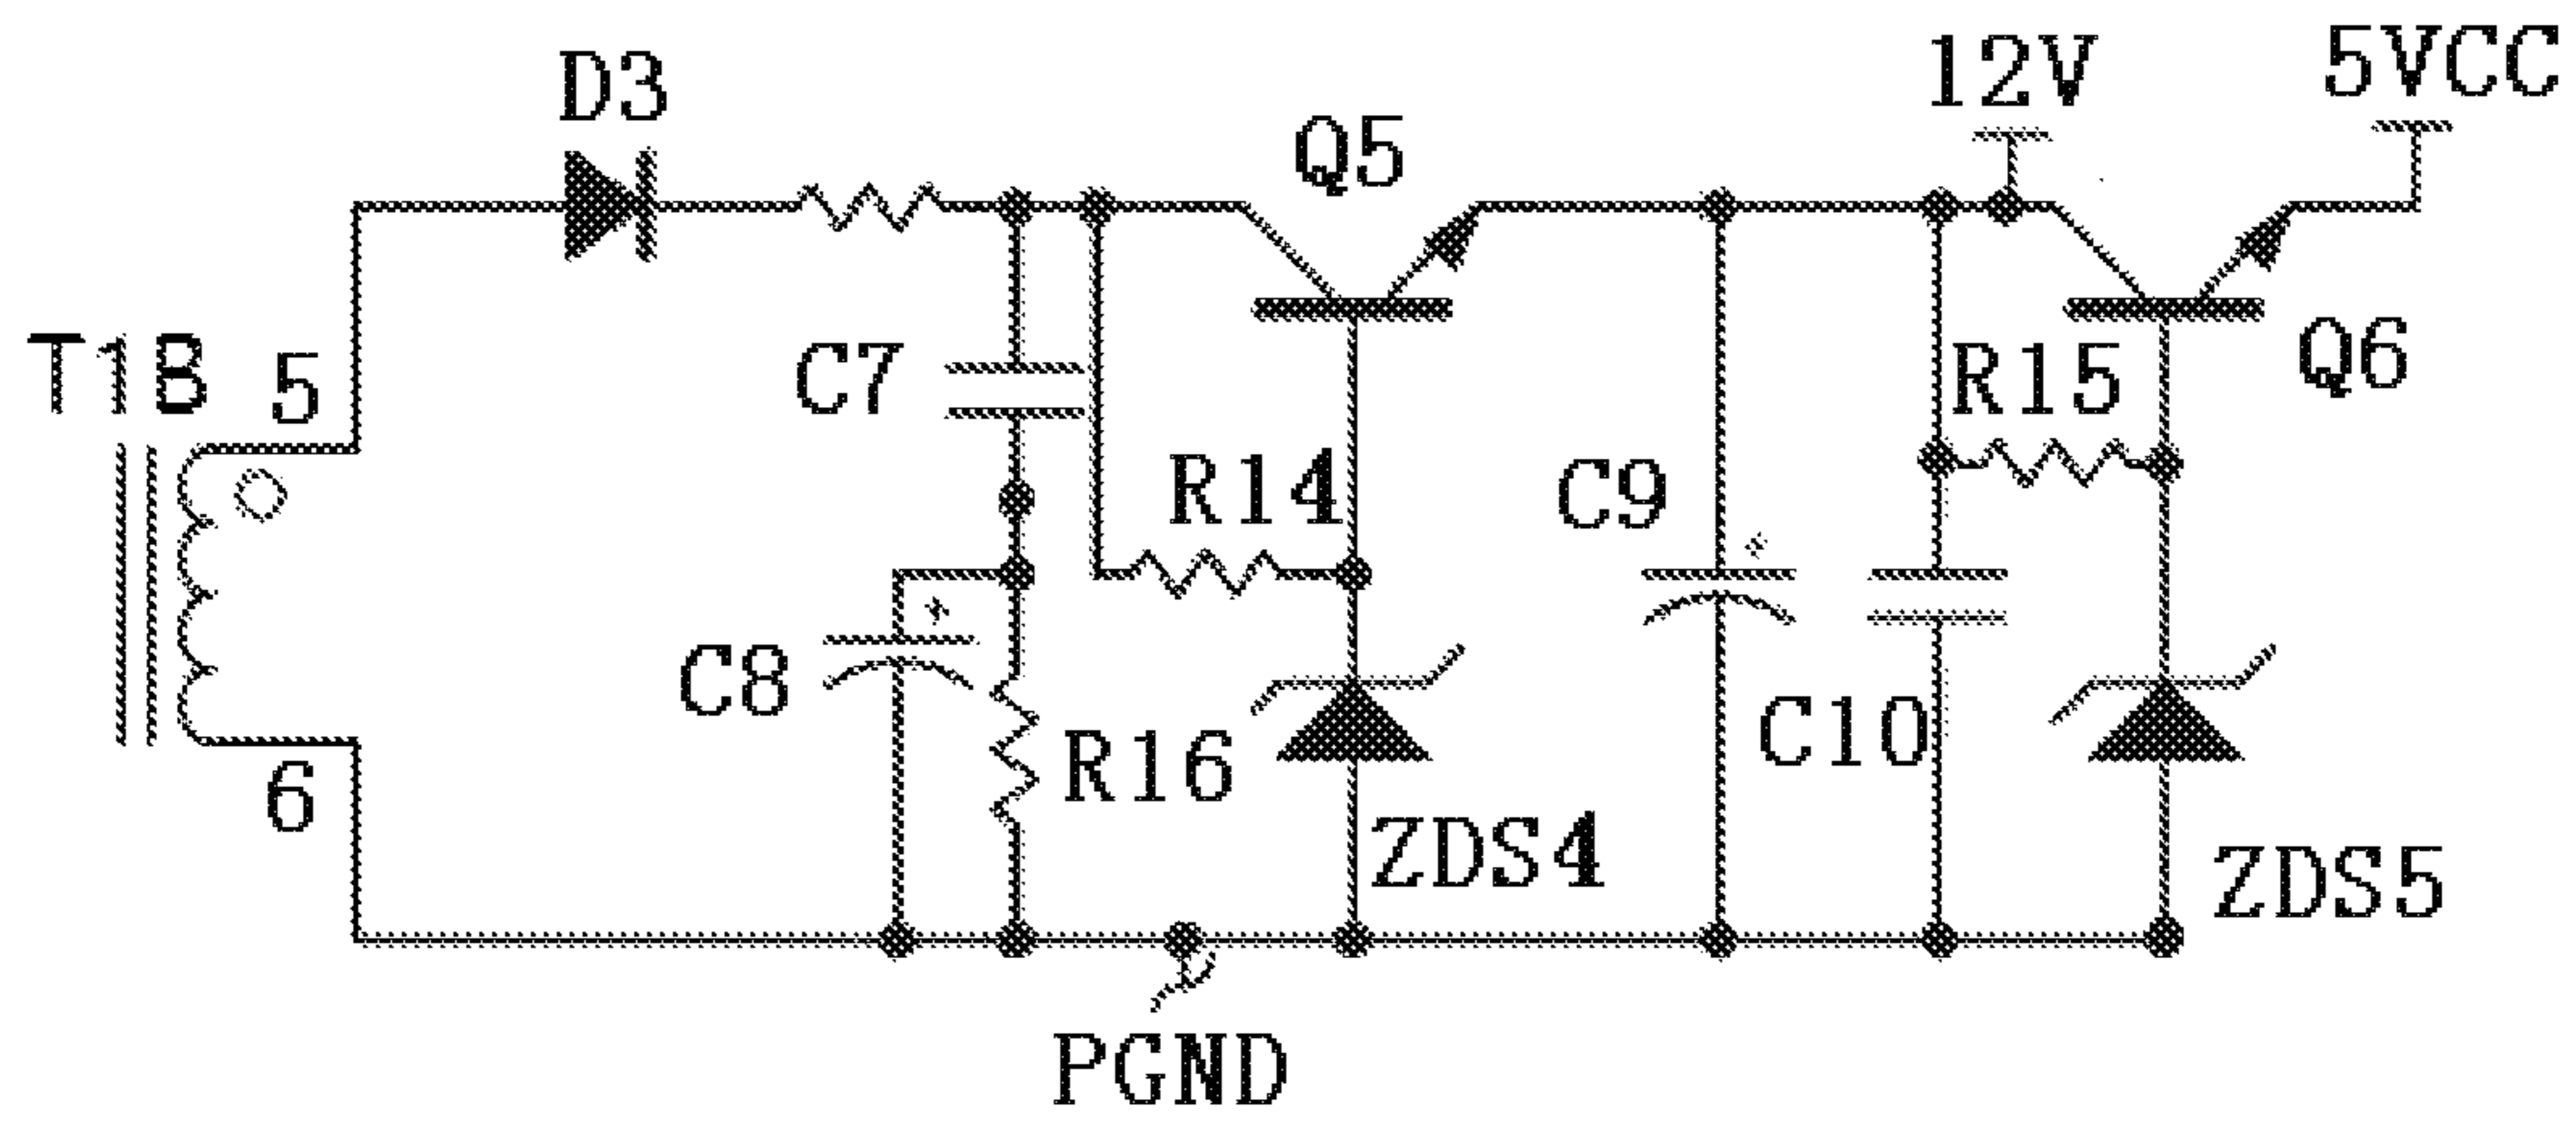 D3
Q5
12V
5VCC
T1B
5
C7
R15
Q6
R14
C9
C8
R16
C10
6
ZDS4
ZDS5
PGND